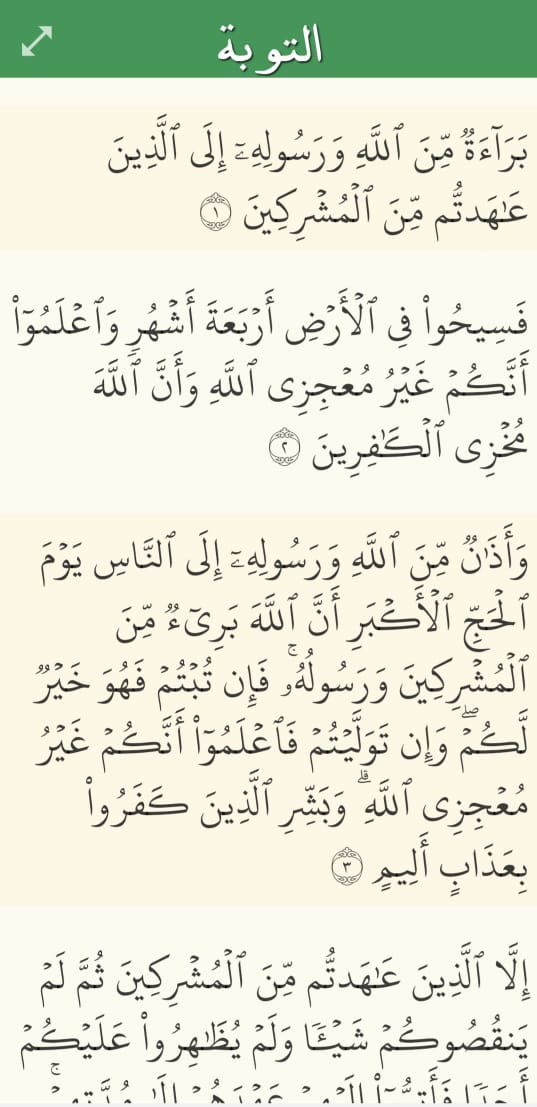 التوبة
بَرَآءَةٌ مِّنَ ٱللَّهِ وَرَسُولِهِۦٓ إِلَى ٱلَّذِينَ
عَٰهَدتُّم مِّنَ ٱلْمُشْرِكِينَ ١
فَسِيحُوا۟ فِى ٱلْأَرْضِ أَرْبَعَةَ أَشْهُرٍ وَٱعْلَمُوٓا۟
أَنَّكُمْ غَيْرُ مُعْجِزِى ٱللَّهِ وَأَنَّ ٱللَّهَ
مُخْزِى ٱلْكَٰفِرِينَ ٢
وَأَذَٰنٌ مِّنَ ٱللَّهِ وَرَسُولِهِۦٓ إِلَى ٱلنَّاسِ يَوْمَ
ٱلْحَجِّ ٱلْأَكْبَرِ أَنَّ ٱللَّهَ بَرِىٓءٌ مِّنَ
ٱلْمُشْرِكِينَ وَرَسُولُهُۥ ۚ فَإِن تُبْتُمْ فَهُوَ خَيْرٌ
لَّكُمْ ۖ وَإِن تَوَلَّيْتُمْ فَٱعْلَمُوٓا۟ أَنَّكُمْ غَيْرُ
مُعْجِزِى ٱللَّهِ ۗ وَبَشِّرِ ٱلَّذِينَ كَفَرُوا۟
بِعَذَابٍ أَلِيمٍ ٣
إِلَّا ٱلَّذِينَ عَٰهَدتُّم مِّنَ ٱلْمُشْرِكِينَ ثُمَّ لَمْ
يَنقُصُوكُمْ شَيْـًٔا وَلَمْ يُظَٰهِرُوا۟ عَلَيْكُمْ